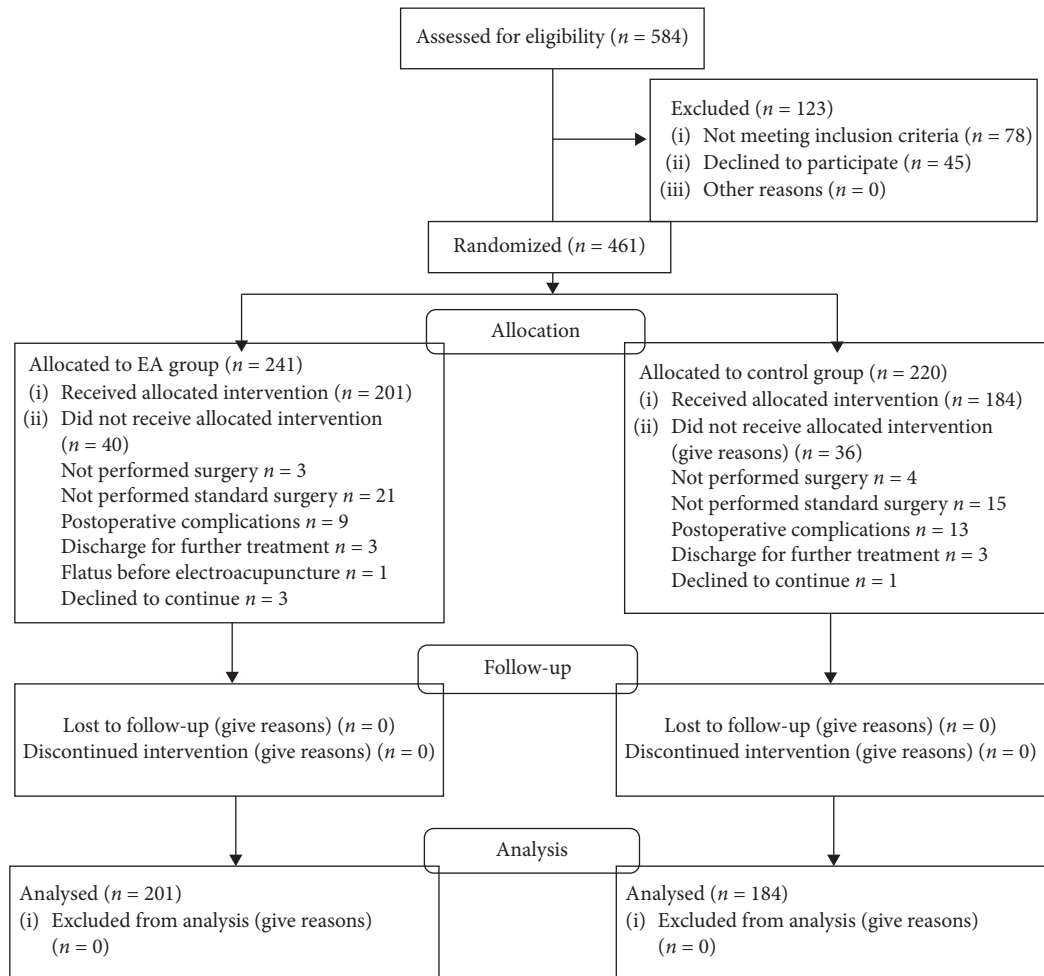 Assessed for eligibility (n = 584)
Excluded (n = 123)
(i) Not meeting inclusion criteria (n = 78)
(ii) Declined to participate (n = 45)
(iii) Other reasons (n = 0)
Randomized (n = 461)
Allocation
Allocated to EA group (n = 241)
(i) Received allocated intervention (n = 201)
(ii) Did not receive allocated intervention
(n = 40)
Not performed surgery n = 3
Not performed standard surgery n = 21
Postoperative complications n = 9
Discharge for further treatment n = 3
Flatus before electroacupuncture n = 1
Declined to continue n = 3
Allocated to control group (n = 220)
(i) Received allocated intervention (n = 184)
(ii) Did not receive allocated intervention
(give reasons) (n = 36)
Not performed surgery n = 4
Not performed standard surgery n = 15
Postoperative complications n = 13
Discharge for further treatment n = 3
Declined to continue n = 1
Follow-up
Lost to follow-up (give reasons) (n = 0)
Discontinued intervention (give reasons) (n = 0)
Lost to follow-up (give reasons) (n = 0)
Discontinued intervention (give reasons) (n = 0)
Analysis
Analysed (n = 201)
(i) Excluded from analysis (give reasons)
(n = 0)
Analysed (n = 184)
(i) Excluded from analysis (give reasons)
(n = 0)